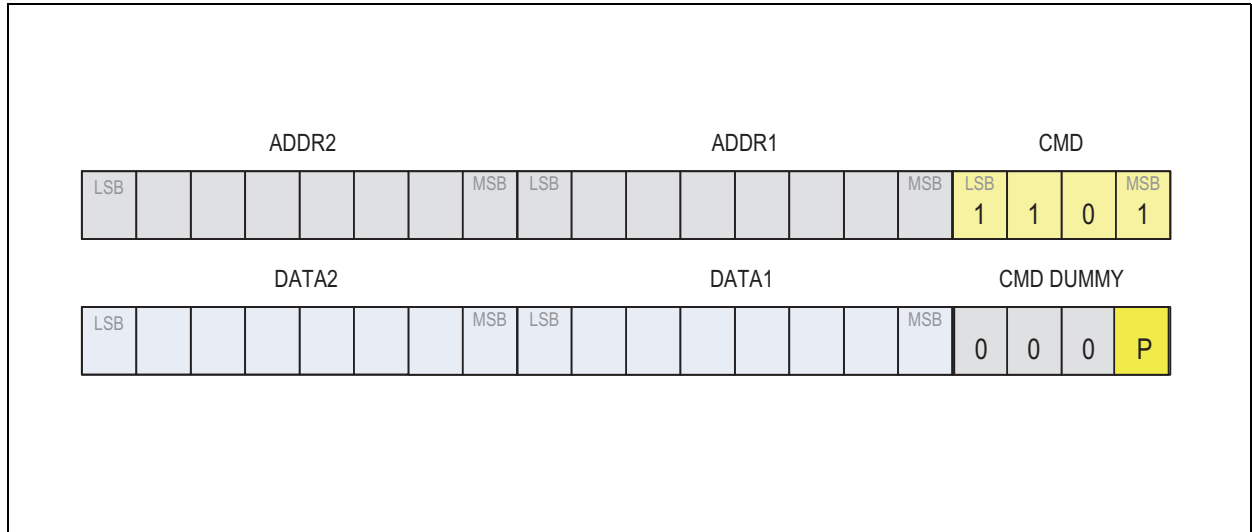 ADDR2 ADDR1 CMD
LSB MSB LSB MSB LSB MSB
1 1 0 1
DATA2 DATA1 CMD DUMMY
LSB MSB LSB MSB
0 0 0 P